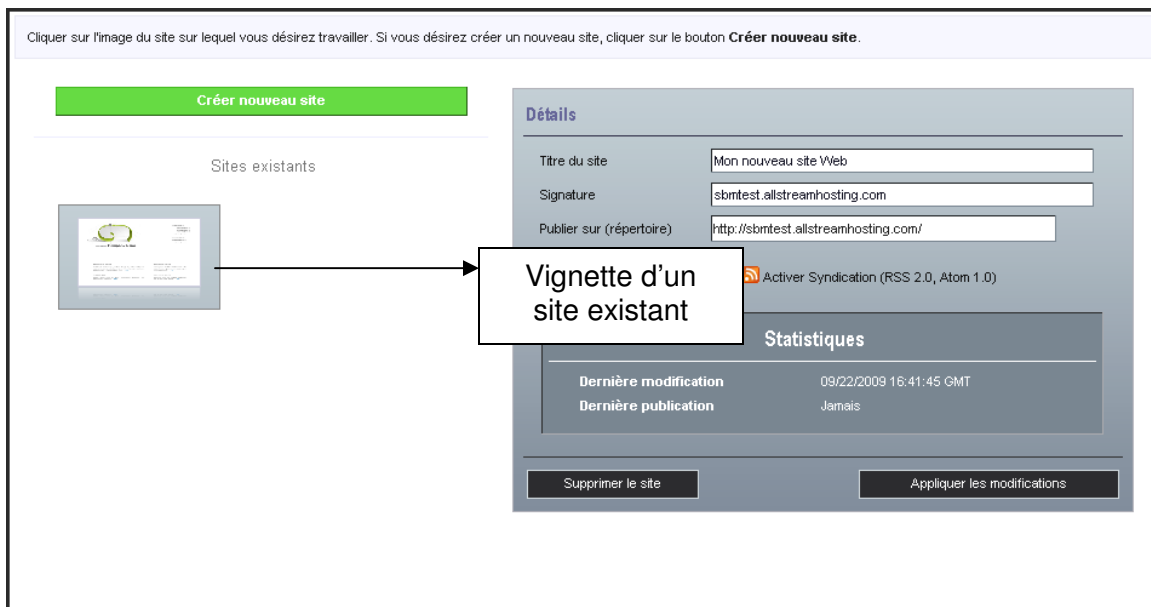 Cliquer sur l'image du site sur lequel vous désirez travailler. Si vous désirez créer un nouveau site, cliquer sur le bouton Créer nouveau site.
Créer nouveau site
Sites existants
Vignette d'un
site existant
Détails
Titre du site Mon nouveau site Web
Signature sbmtest.allstreamhosting.com
Publier sur (répertoire) http://sbmtest.allstreamhosting.com/
Activer Syndication (RSS 2.0, Atom 1.0)
Statistiques
Dernière modification 09/22/2009 16:41:45 GMT
Dernière publication Jamais
Supprimer le site Appliquer les modifications